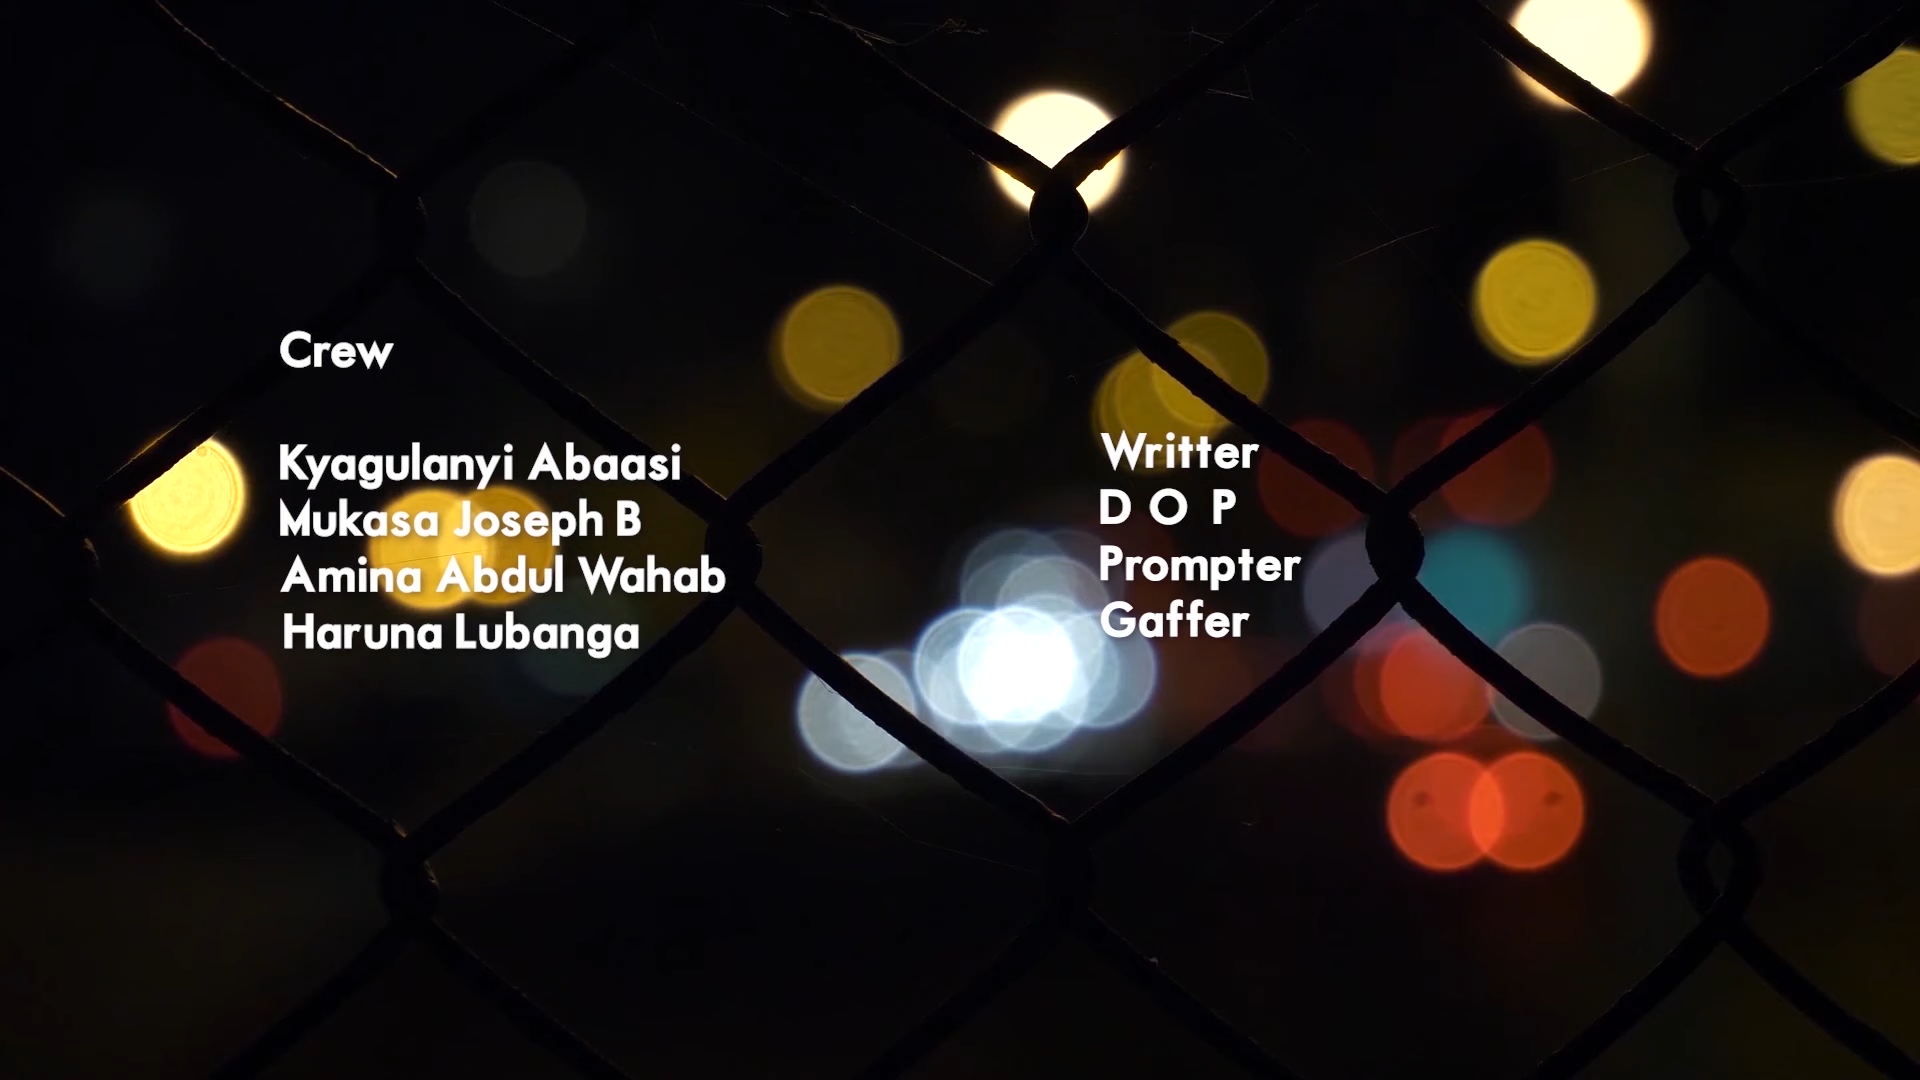 Crew
Kyagulanyi Abaasi Writter
Mukasa Joseph B D O P
Amina Abdul Wahab Prompter
Haruna Lubanga Gaffer